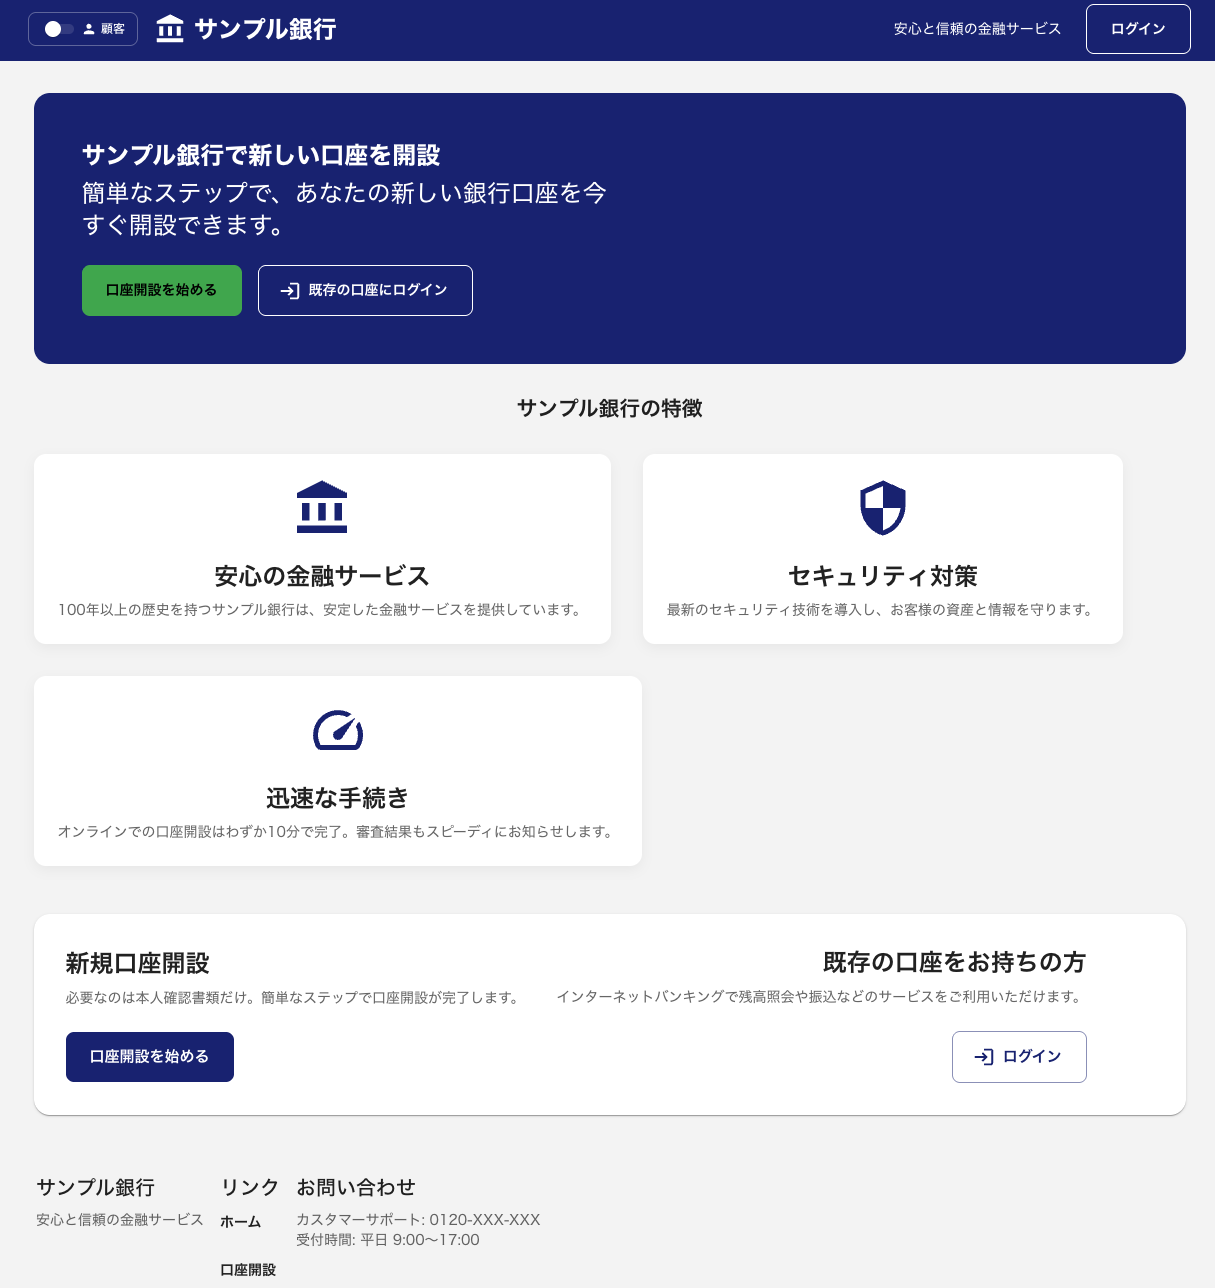 顧客
サンプル銀行
安心と信頼の金融サービス
ログイン
サンプル銀行で新しい口座を開設
簡単なステップで、あなたの新しい銀行口座を今
すぐ開設できます。
口座開設を始める
既存の口座にログイン
サンプル銀行の特徴
安心の金融サービス
100年以上の歴史を持つサンプル銀行は、安定した金融サービスを提供しています。
セキュリティ対策
最新のセキュリティ技術を導入し、お客様の資産と情報を守ります。
迅速な手続き
オンラインでの口座開設はわずか10分で完了。審査結果もスピーディにお知らせします。
新規口座開設
必要なのは本人確認書類だけ。簡単なステップで口座開設が完了します。
口座開設を始める
既存の口座をお持ちの方
インターネットバンキングで残高照会や振込などのサービスをご利用いただけます。
ログイン
サンプル銀行
安心と信頼の金融サービス
リンク
ホーム
口座開設
お問い合わせ
カスタマーサポート: 0120-XXX-XXX
受付時間: 平日 9:00〜17:00